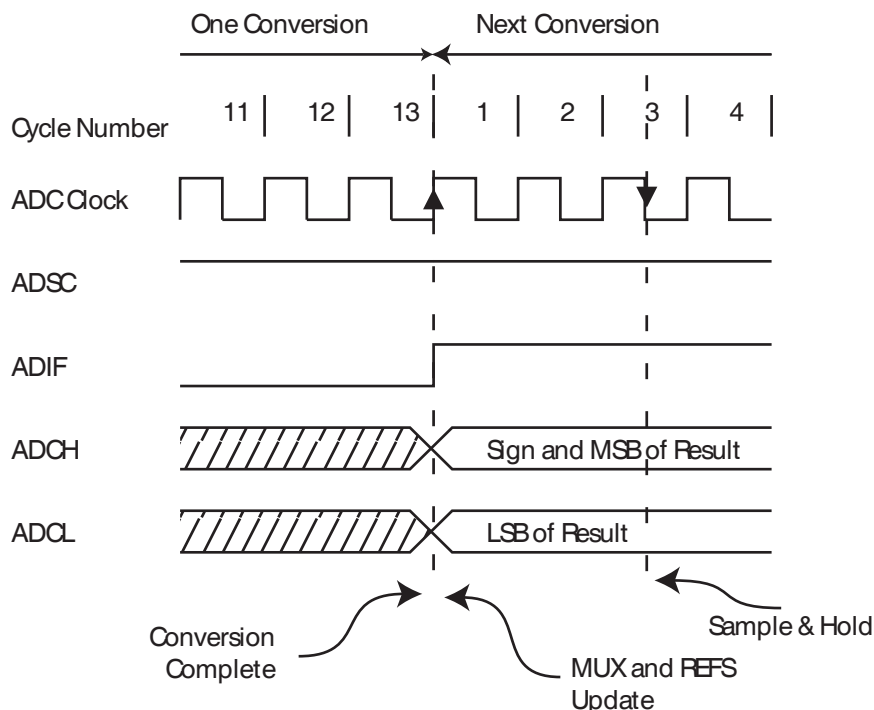 One Conversion Next Conversion
Cycle Number 11 12 13 1 2 3 4
ADC Clock
ADSC
ADIF
ADCH Sign and MSB of Result
ADCL LSB of Result
Conversion Complete
MUX and REFS Update
Sample & Hold